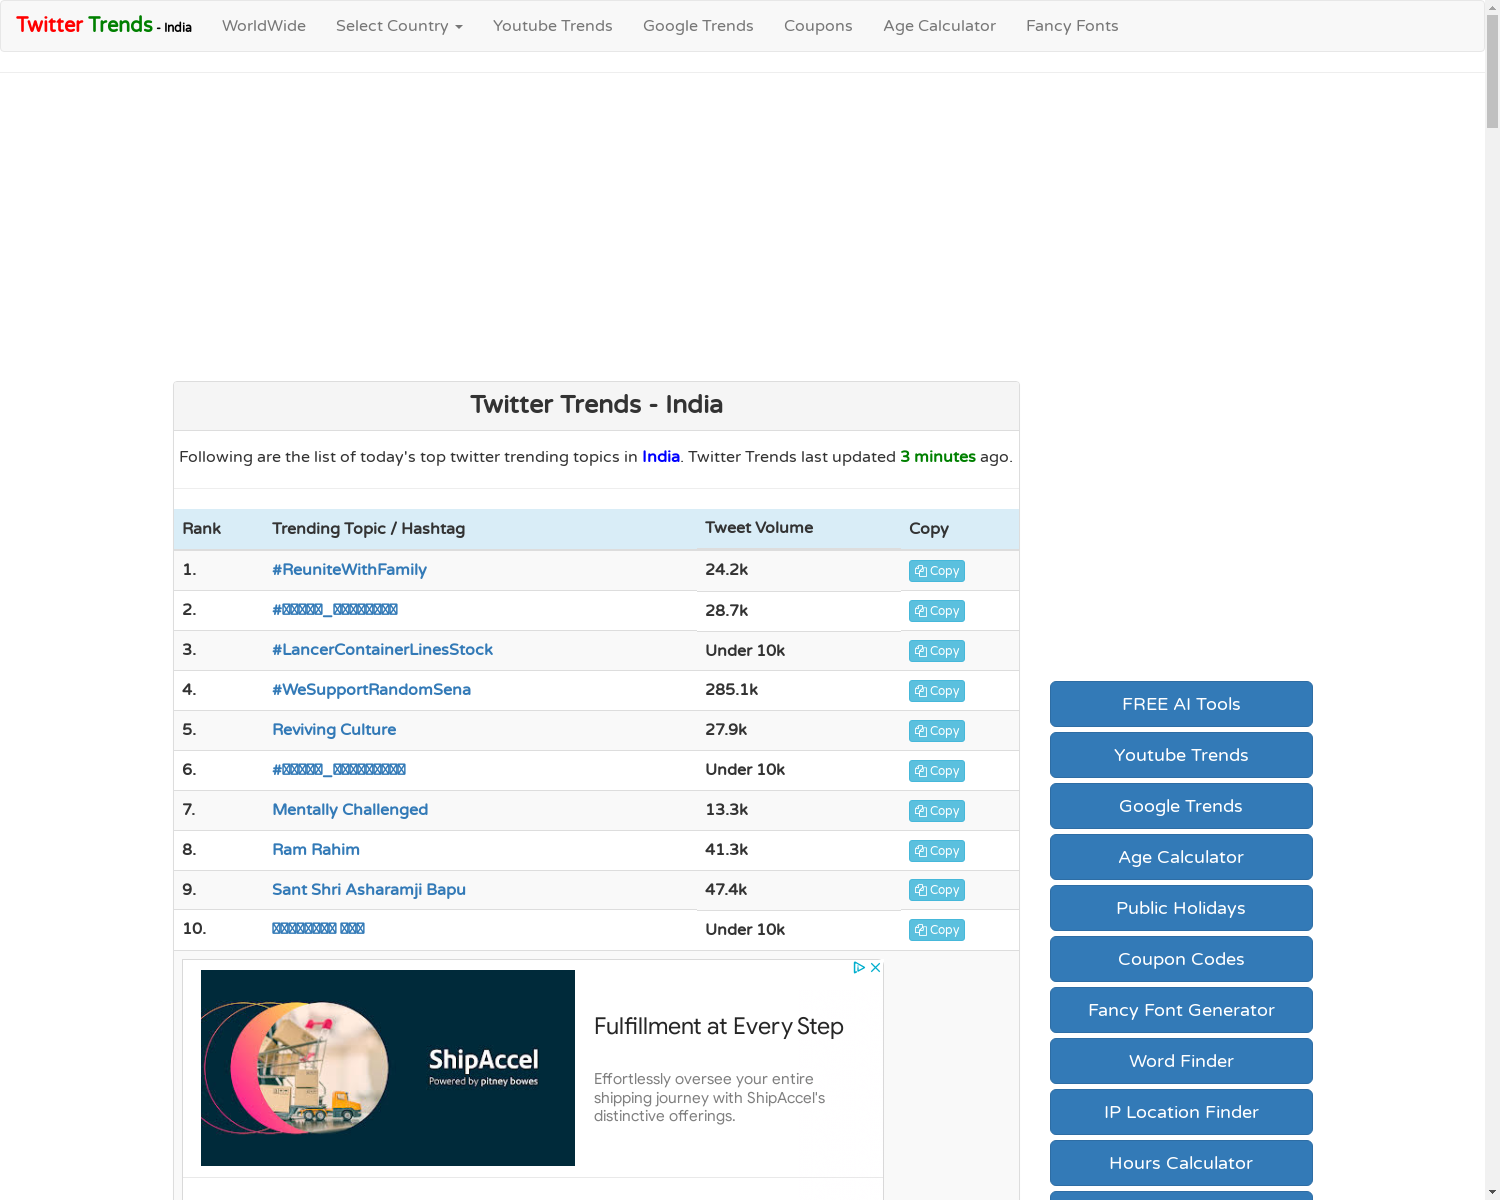 Twitter Trends - India WorldWide Select Country Youtube Trends Google Trends Coupons Age Calculator Fancy Fonts
Twitter Trends - India
Following are the list of today's top twitter trending topics in India. Twitter Trends last updated 3 minutes ago.
Rank Trending Topic / Hashtag Tweet Volume Copy
1. #ReuniteWithFamily 24.2k Copy
2. # 28.7k Copy
3. #LancerContainerLinesStock Under 10k Copy
4. #WeSupportRandomSena 285.1k Copy
5. Reviving Culture 27.9k Copy
6. # Under 10k Copy
7. Mentally Challenged 13.3k Copy
8. Ram Rahim 41.3k Copy
9. Sant Shri Asharamji Bapu 47.4k Copy
10. Under 10k Copy
ShipAccel
Powered by pitney bowes
Fulfillment at Every Step
Effortlessly oversee your entire
shipping journey with ShipAccel's
distinctive offerings.
FREE AI Tools
Youtube Trends
Google Trends
Age Calculator
Public Holidays
Coupon Codes
Fancy Font Generator
Word Finder
IP Location Finder
Hours Calculator